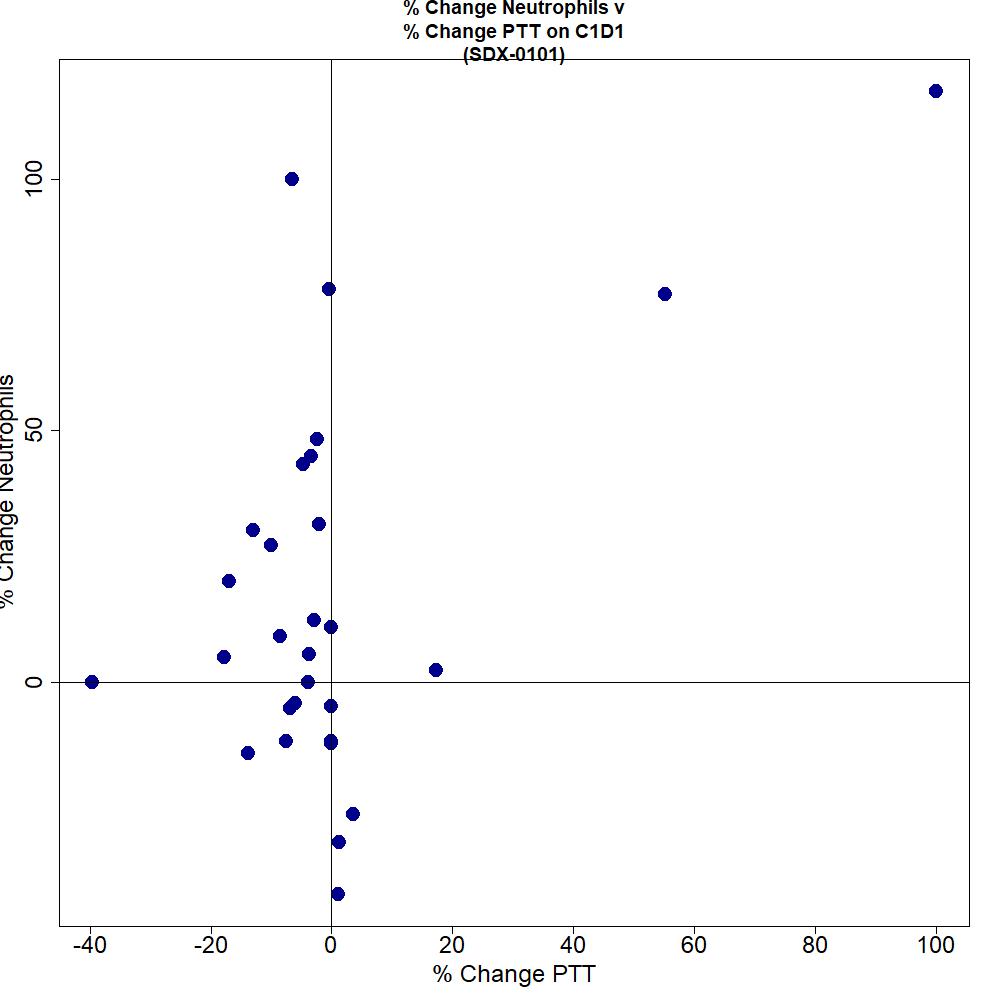 % Change Neutrophils v
% Change PTT on C1D1
(SDX-0101)
100
50
0
% Change Neutrophils
-40 -20 0 20 40 60 80 100
% Change PTT